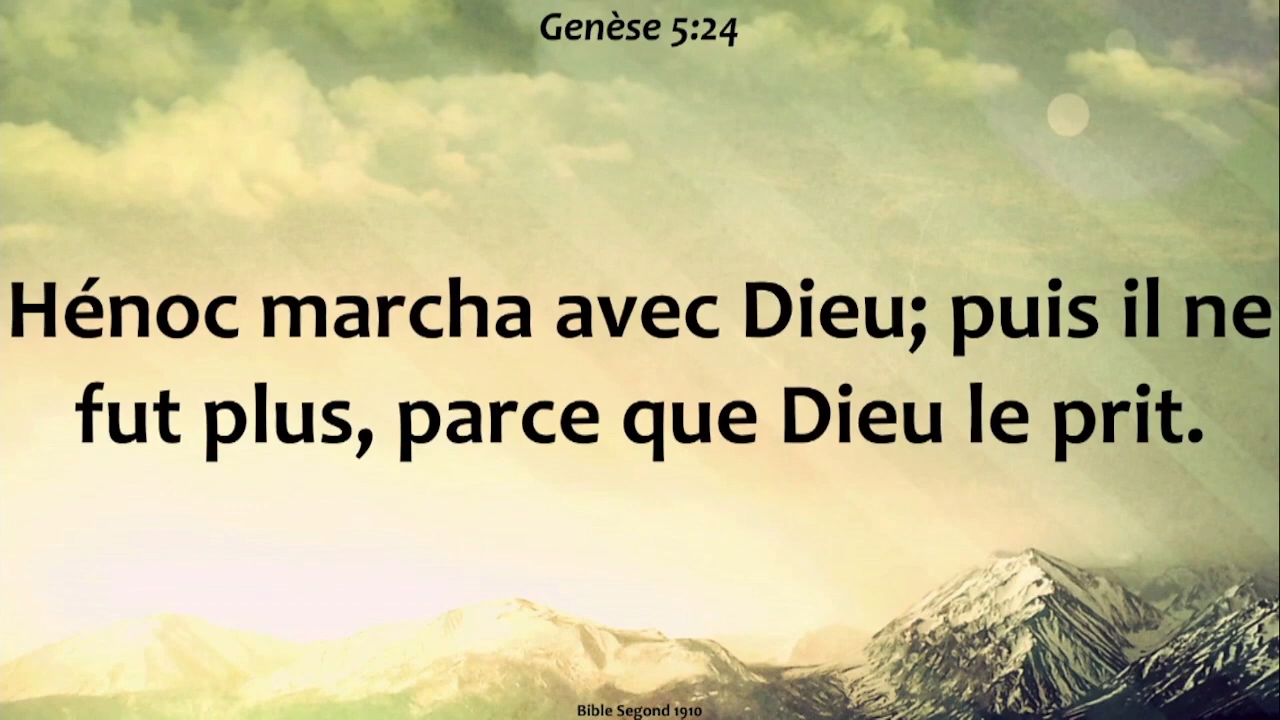 Genèse 5:24
Hénoc marcha avec Dieu; puis il ne
fut plus, parce que Dieu le prit.
Bible Segond 1910